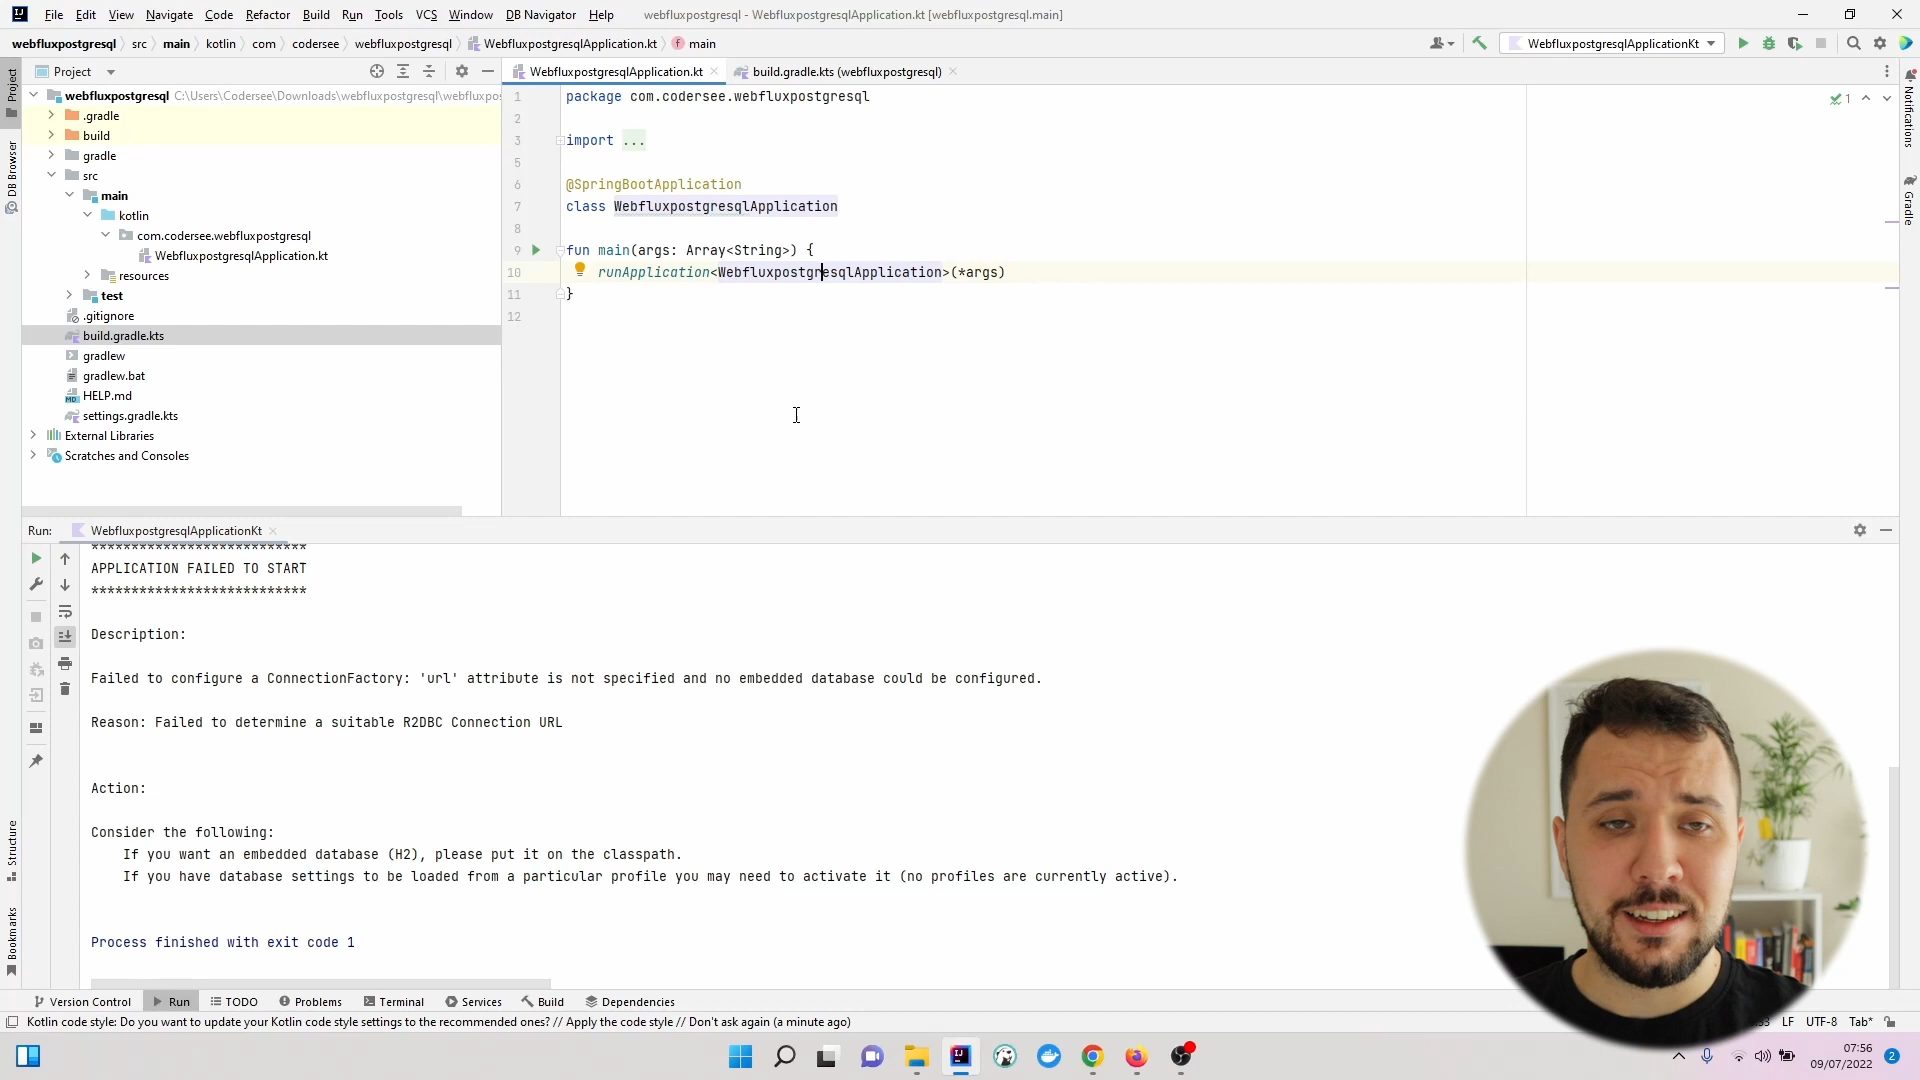 File Edit View Navigate Code Refactor Build Run Tools VCS Window DB Navigator Help webfluxpostgresql - WebfluxpostgresqlApplication.kt [webfluxpostgresql.main]
webfluxpostgresql src main kotlin com codersee webfluxpostgresql WebfluxpostgresqlApplication.kt main WebfluxpostgresqlApplicationKt
Project
WebfluxpostgresqlApplication.kt build.gradle.kts (webfluxpostgresql)
Project
DB Browser
Structure
Bookmarks
Notifications
Gradle
webfluxpostgresql C:\Users\Codersee\Downloads\webfluxpostgresql\webfluxpos
.gradle
build
gradle
src
main
kotlin
com.codersee.webfluxpostgresql
WebfluxpostgresqlApplication.kt
resources
test
.gitignore
build.gradle.kts
gradlew
gradlew.bat
HELP.md
settings.gradle.kts
External Libraries
Scratches and Consoles
1 package com.codersee.webfluxpostgresql
2
3 import ...
5
6 @SpringBootApplication
7 class WebfluxpostgresqlApplication
8
9 fun main(args: Array<String>) {
10 runApplication<WebfluxpostgresqlApplication>(*args)
11 }
12
1
Run: WebfluxpostgresqlApplicationKt
***************************
APPLICATION FAILED TO START
***************************
Description:
Failed to configure a ConnectionFactory: 'url' attribute is not specified and no embedded database could be configured.
Reason: Failed to determine a suitable R2DBC Connection URL
Action:
Consider the following:
If you want an embedded database (H2), please put it on the classpath.
If you have database settings to be loaded from a particular profile you may need to activate it (no profiles are currently active).
Process finished with exit code 1
Version Control Run TODO Problems Terminal Services Build Dependencies
Kotlin code style: Do you want to update your Kotlin code style settings to the recommended ones? // Apply the code style // Don't ask again (a minute ago)
LF UTF-8 Tab*
07:56
09/07/2022
2